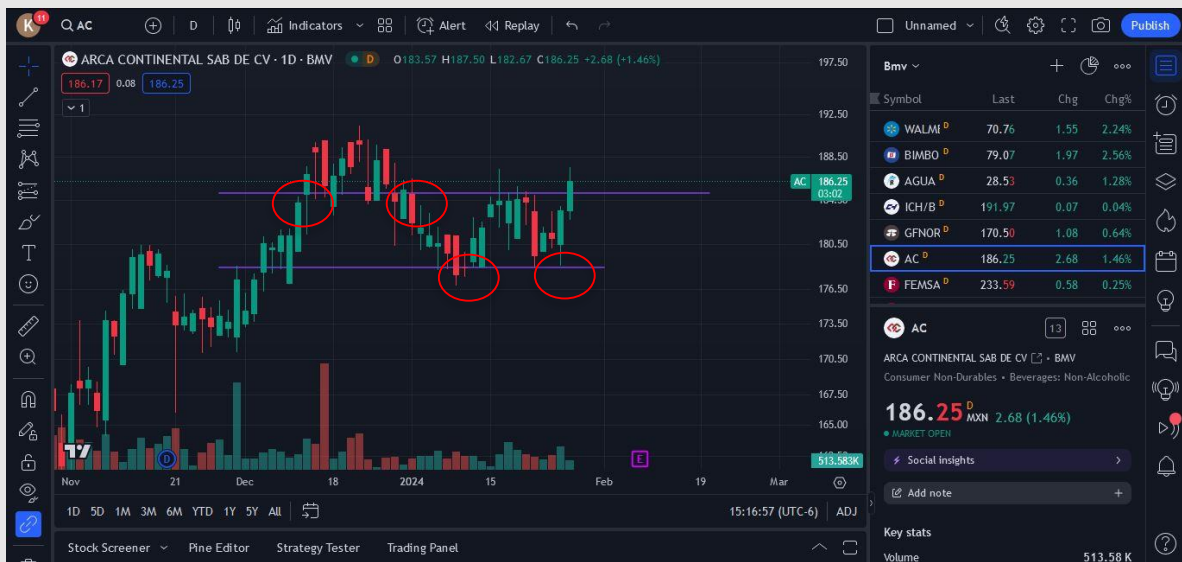 K 11 AC D Indicators Alert Replay Unnamed Publish
ARCA CONTINENTAL SAB DE CV · 1D · BMV D O183.57 H187.50 L182.67 C186.25 +2.68 (+1.46%)
186.17 0.08 186.25
1
197.50
192.50
188.50
AC 186.25
03:02
184.50
180.50
176.50
173.50
170.50
167.50
165.00
513.583K
D
E
Nov 21 Dec 18 2024 15 Feb 19 Mar
1D 5D 1M 3M 6M YTD 1Y 5Y All 15:16:57 (UTC-6) ADJ
Stock Screener Pine Editor Strategy Tester Trading Panel
Bmv
Symbol Last Chg Chg%
WALME D 70.76 1.55 2.24%
BIMBO D 79.07 1.97 2.56%
AGUA D 28.53 0.36 1.28%
ICH/B D 191.97 0.07 0.04%
GFNOR D 170.50 1.08 0.64%
AC D 186.25 2.68 1.46%
FEMSA D 233.59 0.58 0.25%
AC 13
ARCA CONTINENTAL SAB DE CV • BMV
Consumer Non-Durables • Beverages: Non-Alcoholic
186.25 D MXN 2.68 (1.46%)
MARKET OPEN
Social insights
Add note
Key stats
Volume 513.58 K